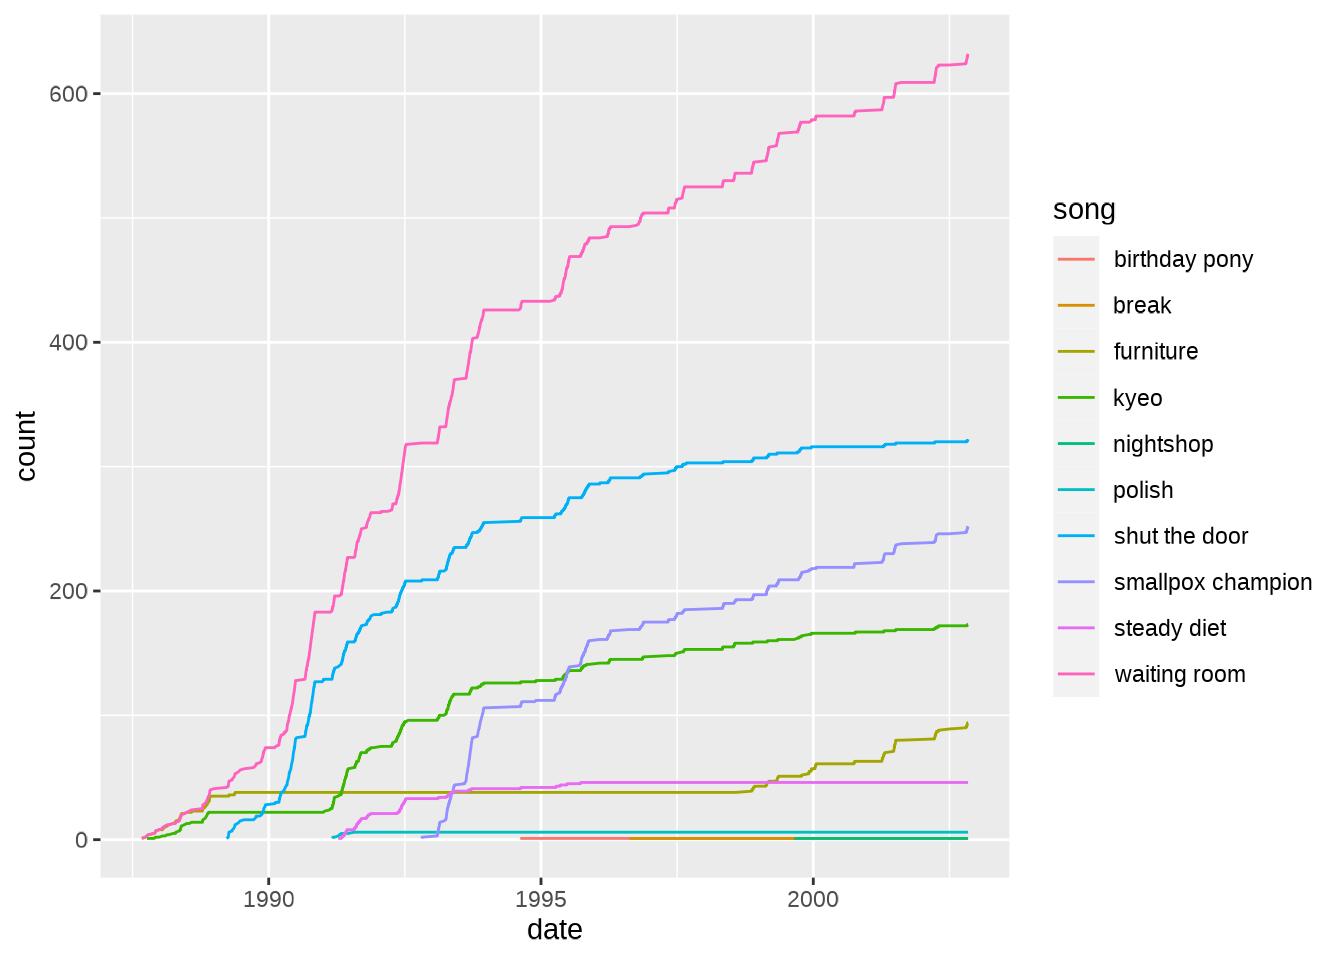 600
400
200
0
count
1990
1995
2000
date
song
birthday pony
break
furniture
kyeo
nightshop
polish
shut the door
smallpox champion
steady diet
waiting room